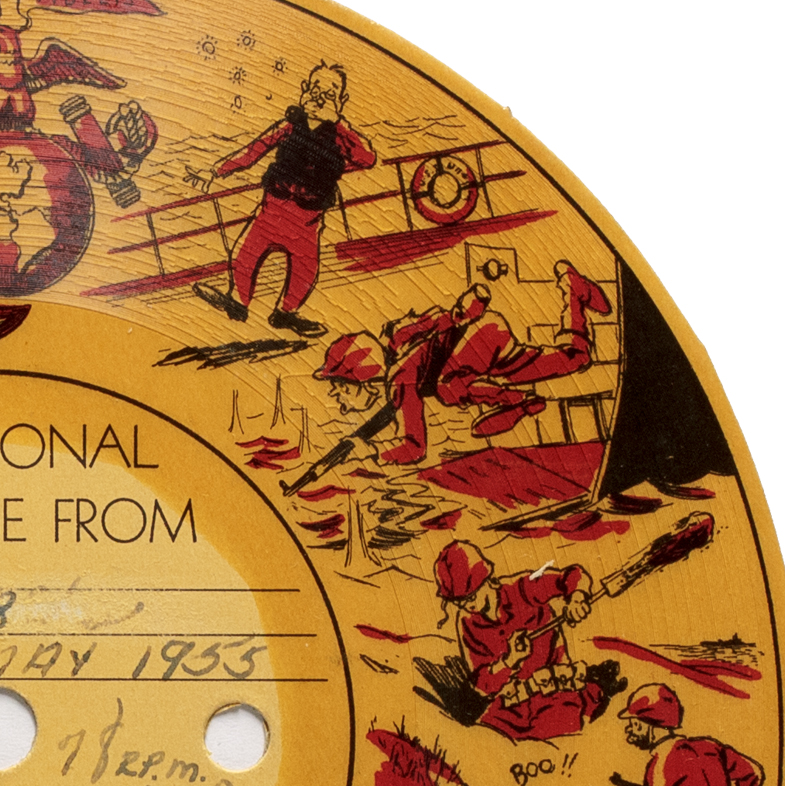 ONAL
E FROM
MAY 1955
78 R.P.M.
BOO!!